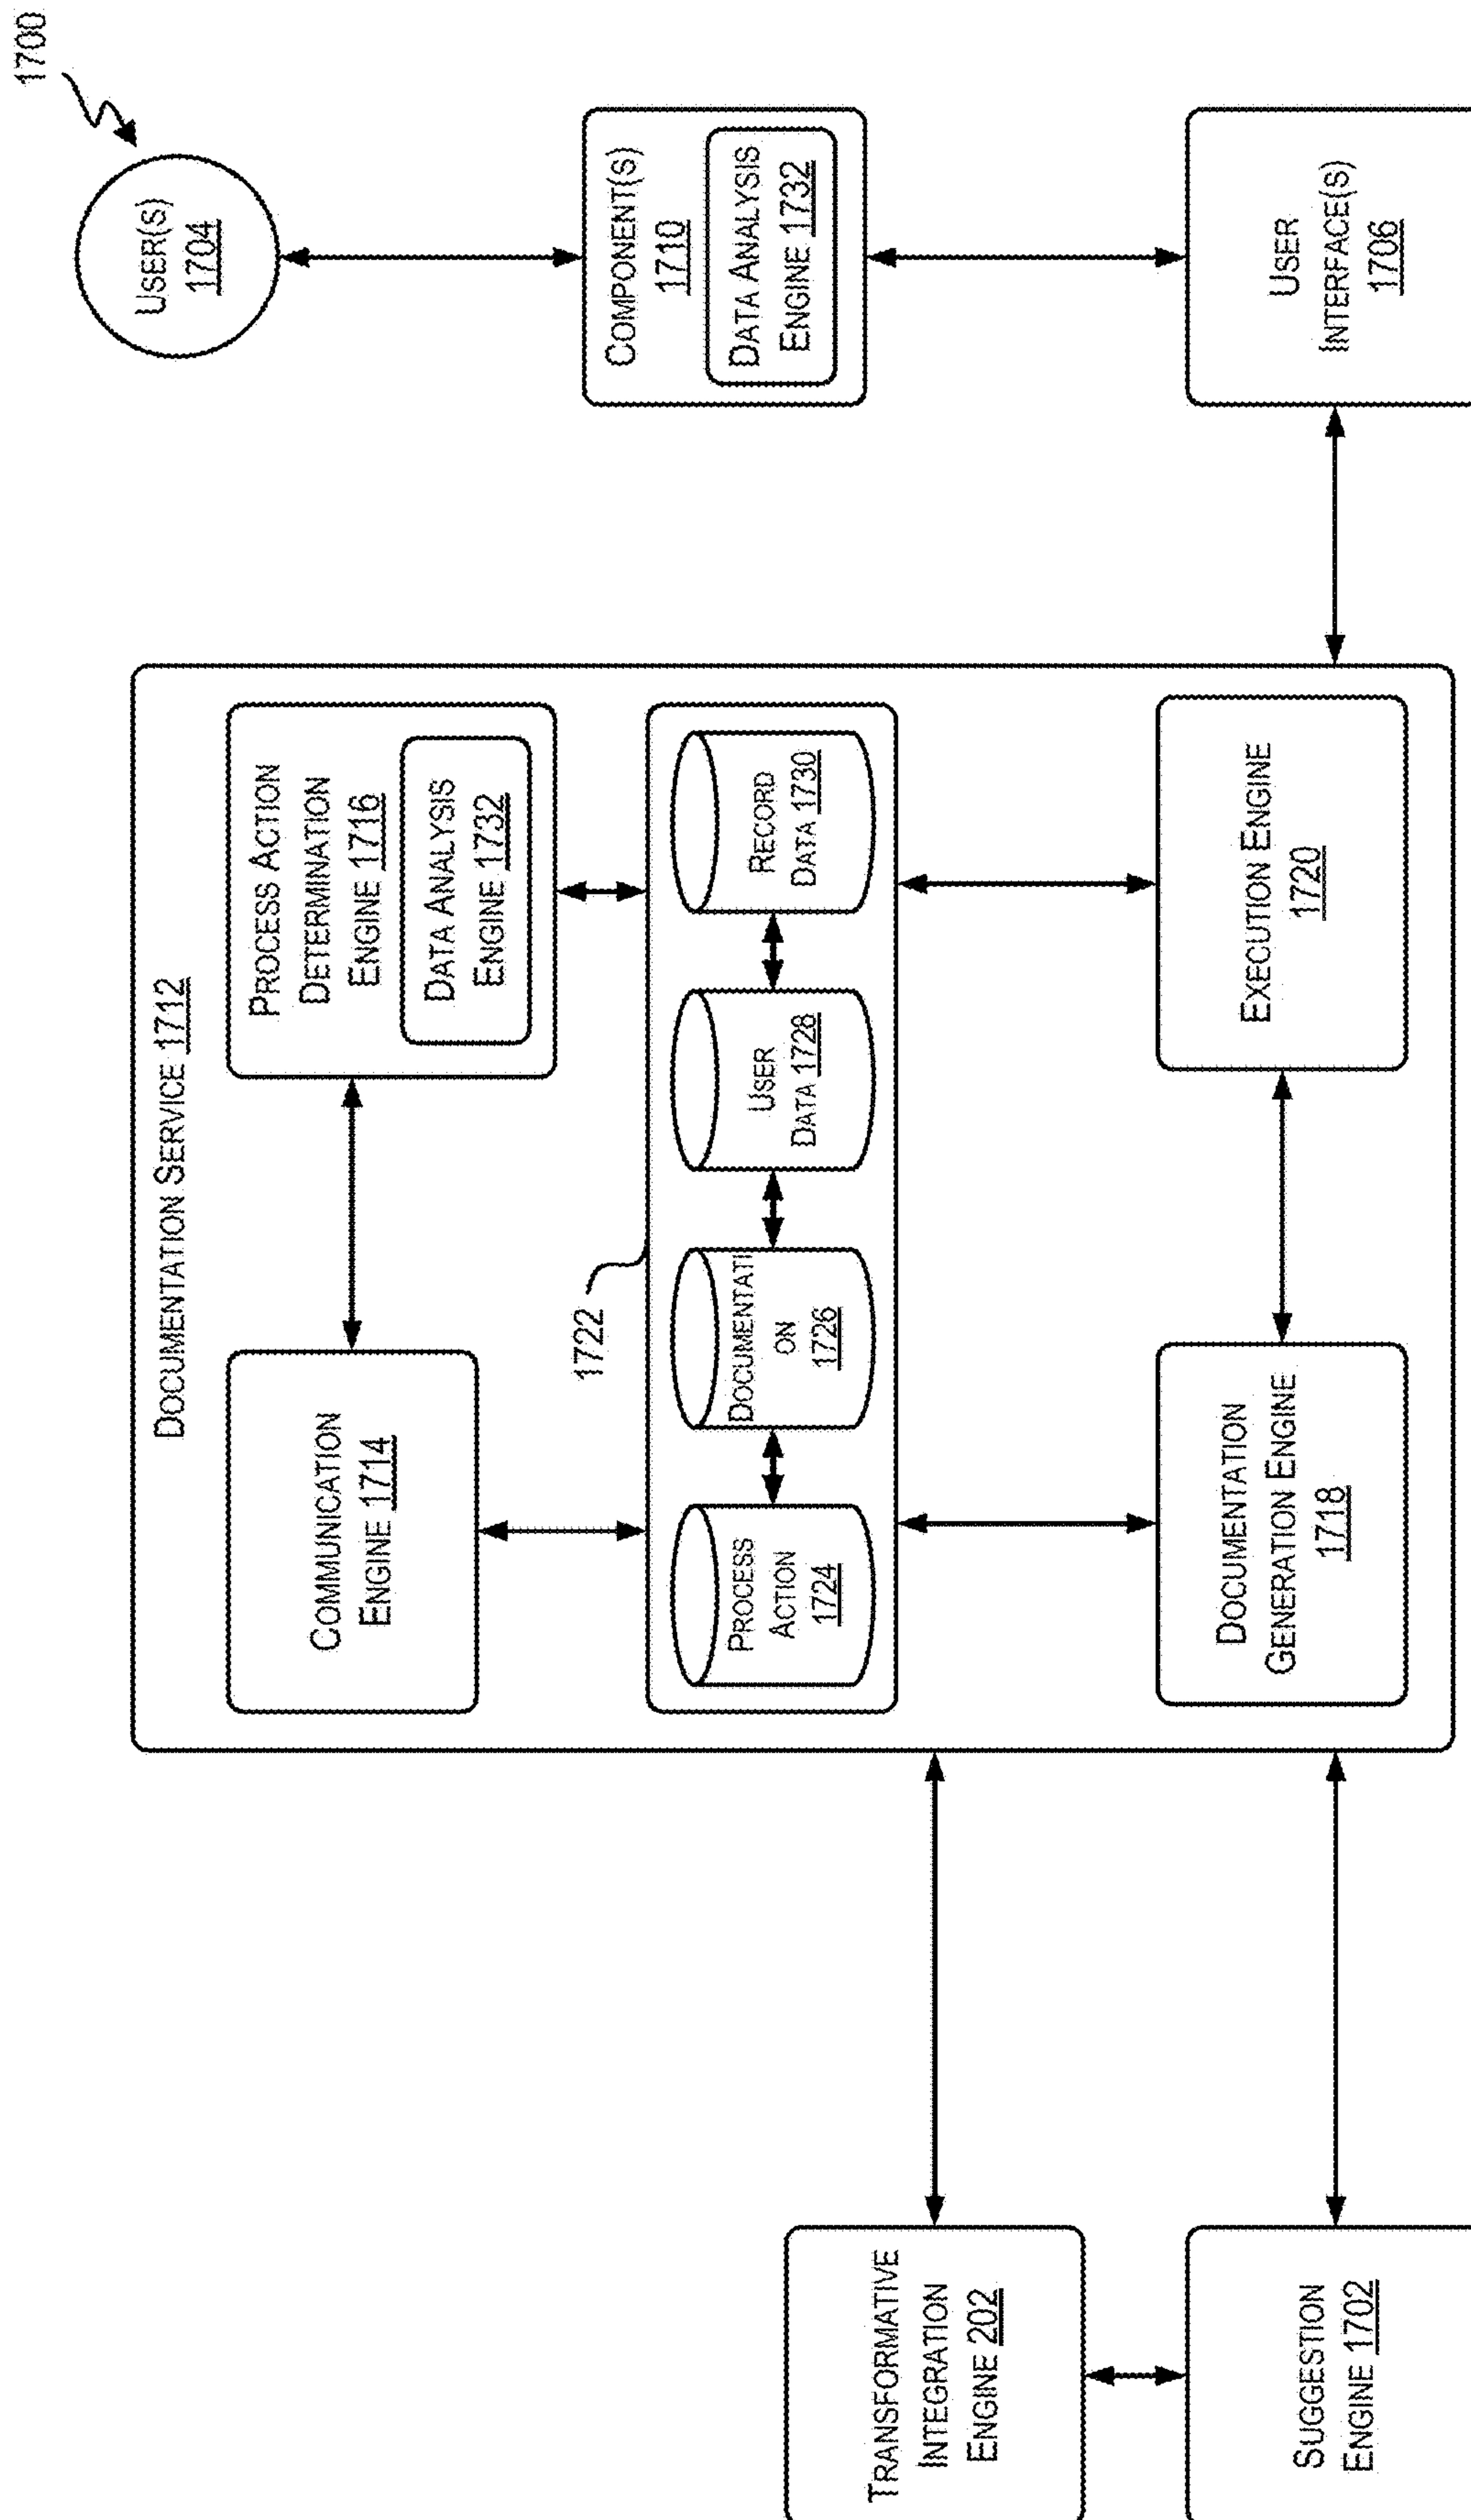 1700
USER(S)
1704
COMPONENT(S)
1710
DATA ANALYSIS
ENGINE 1732
USER
INTERFACE(S)
1706
DOCUMENTATION SERVICE 1712
COMMUNICATION
ENGINE 1714
PROCESS ACTION
DETERMINATION
ENGINE 1716
DATA ANALYSIS
ENGINE 1732
1722
PROCESS
ACTION
1724
DOCUMENTATI
ON
1726
USER
DATA 1728
RECORD
DATA 1730
DOCUMENTATION
GENERATION ENGINE
1718
EXECUTION ENGINE
1720
TRANSFORMATIVE
INTEGRATION
ENGINE 202
SUGGESTION
ENGINE 1702